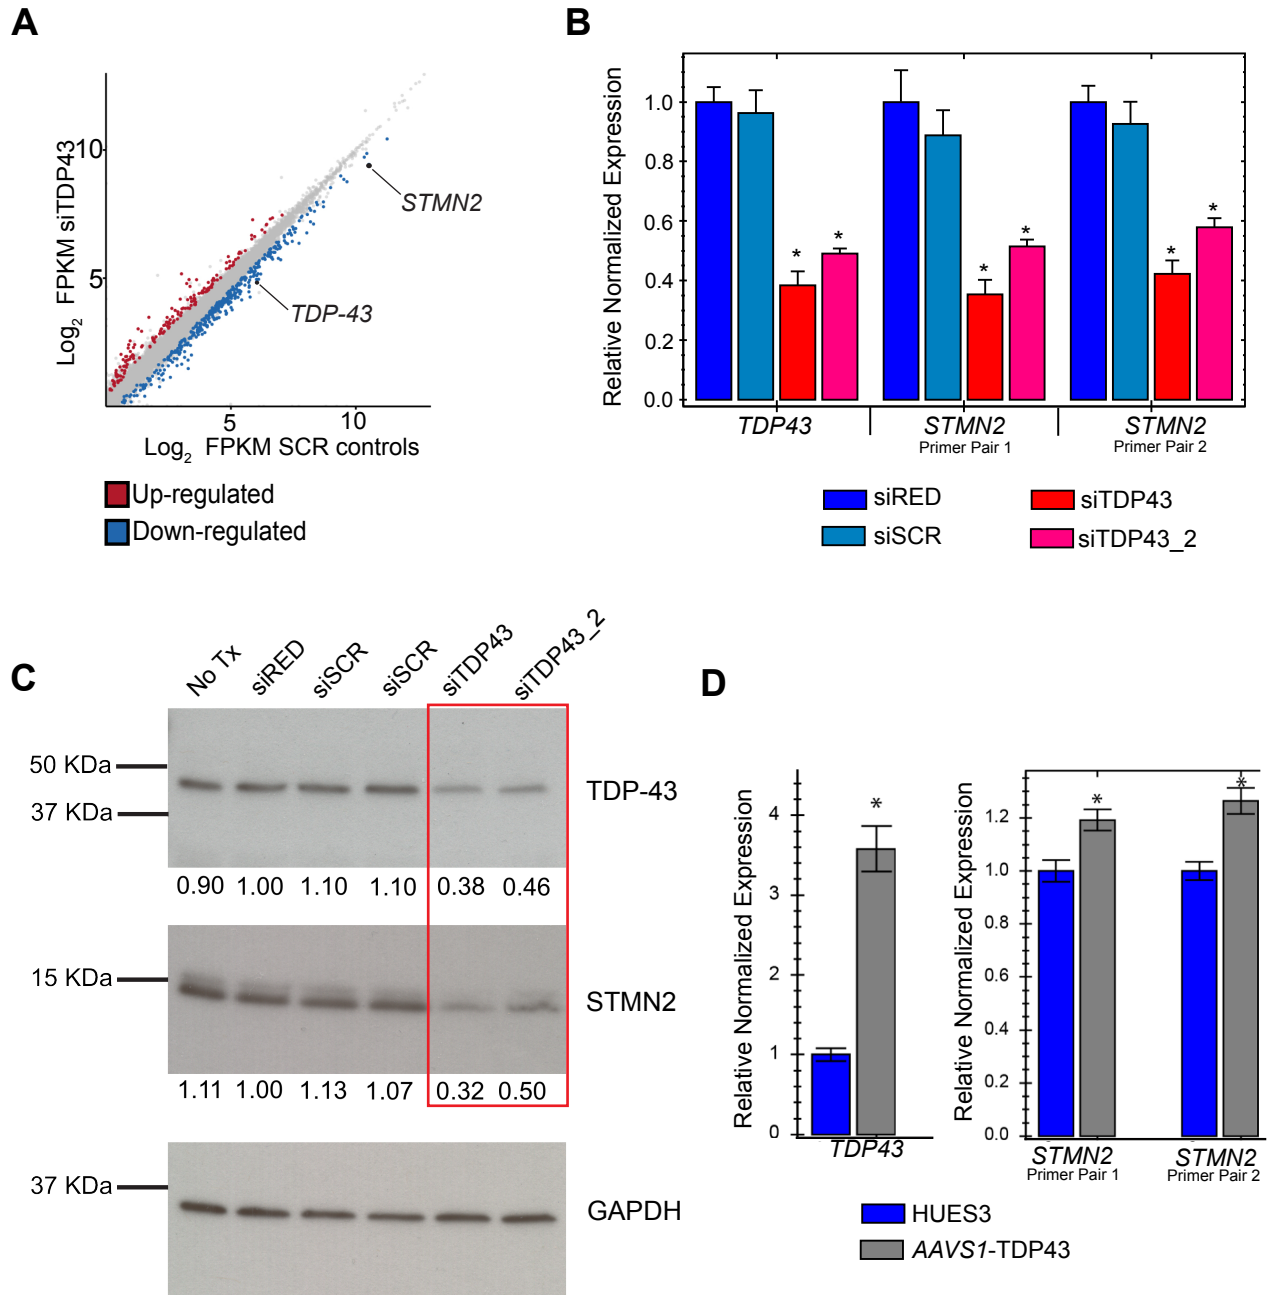 A
Log2 FPKM siTDP43
10
5
STMN2
TDP-43
5 10
Log2 FPKM SCR controls
Up-regulated
Down-regulated
B
Relative Normalized Expression
1.0
0.8
0.6
0.4
0.2
0.0
* * * * * *
TDP43 STMN2 STMN2
Primer Pair 1 Primer Pair 2
siRED siTDP43
siSCR siTDP43_2
C
No Tx siRED siSCR siSCR siTDP43 siTDP43_2
50 KDa
37 KDa
TDP-43
0.90 1.00 1.10 1.10 0.38 0.46
15 KDa
STMN2
1.11 1.00 1.13 1.07 0.32 0.50
37 KDa
GAPDH
D
Relative Normalized Expression
4
3
2
1
0
*
TDP43
Relative Normalized Expression
1.2
1.0
0.8
0.6
0.4
0.2
0.0
* *
STMN2 STMN2
Primer Pair 1 Primer Pair 2
HUES3
AAVS1-TDP43